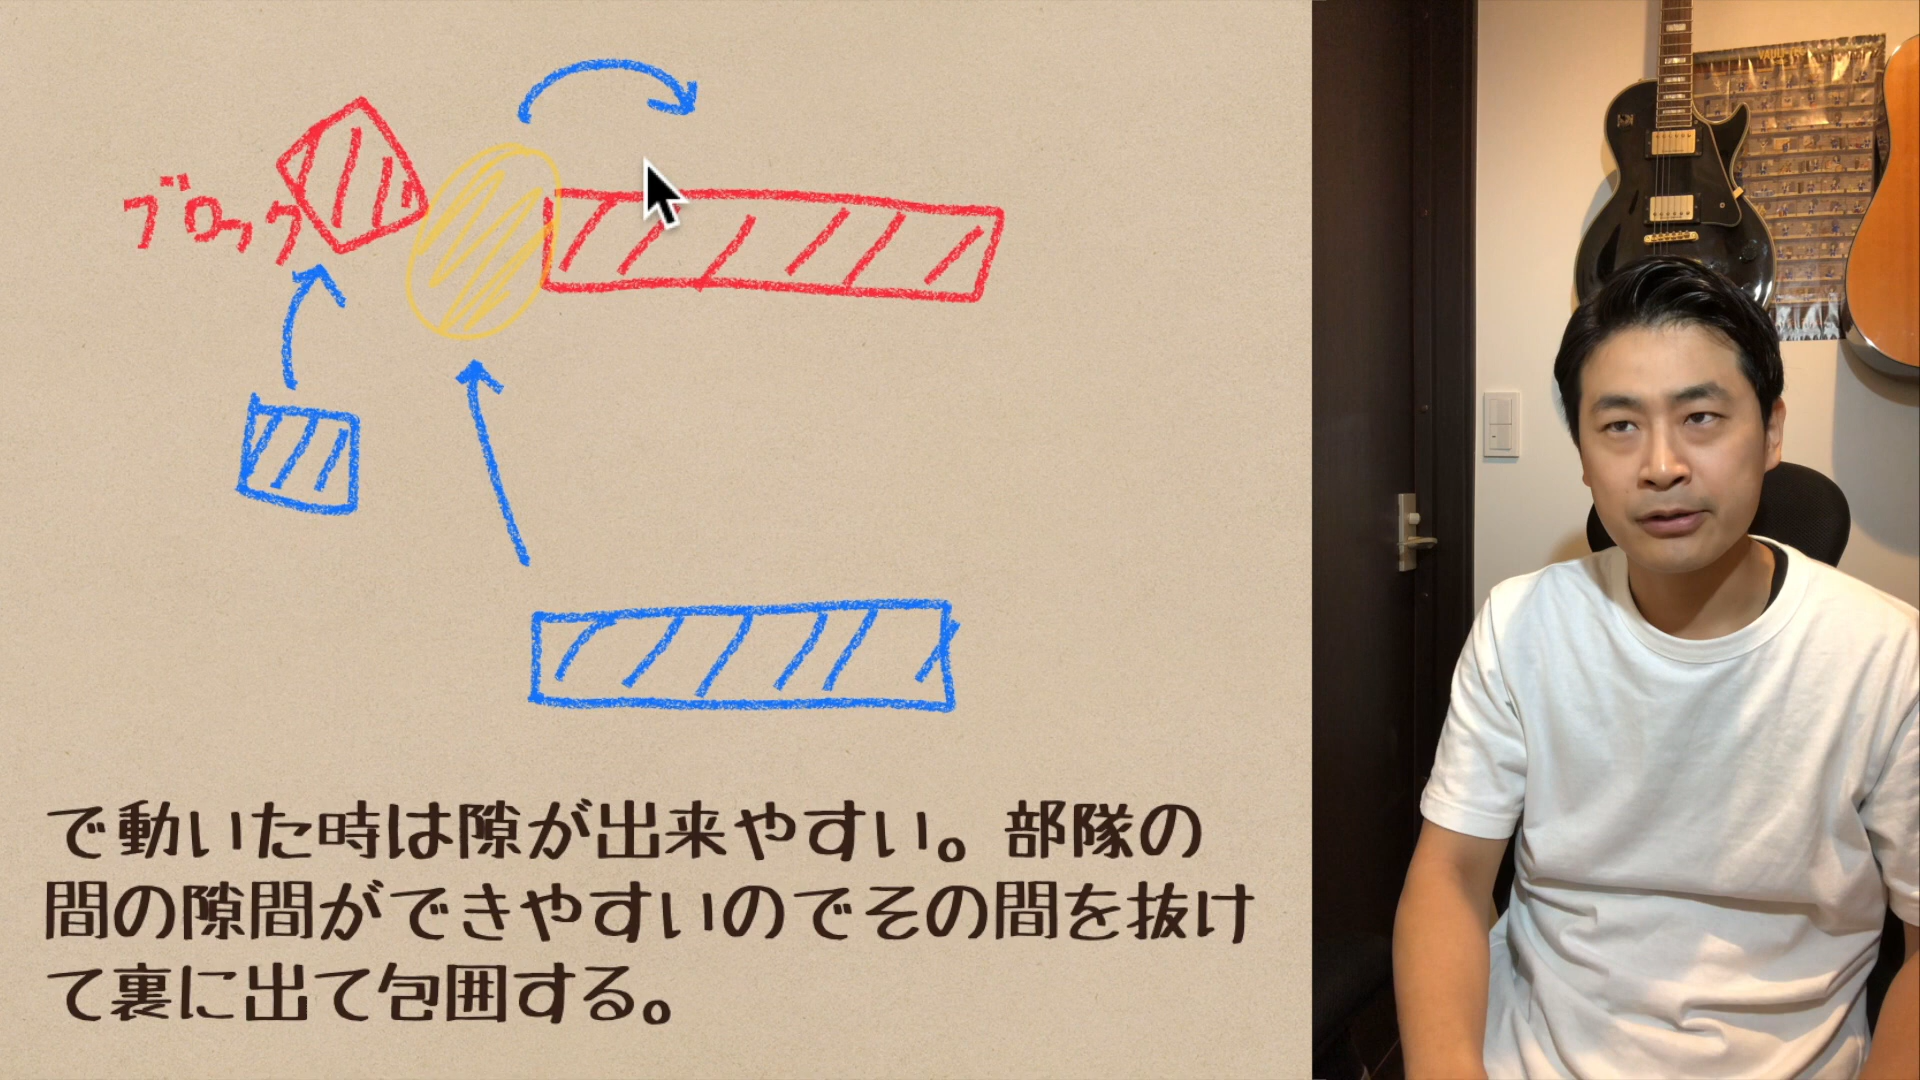 ブロック
で動いた時は隙が出来やすい。部隊の
間の隙間ができやすいのでその間を抜け
て裏に出て包囲する。